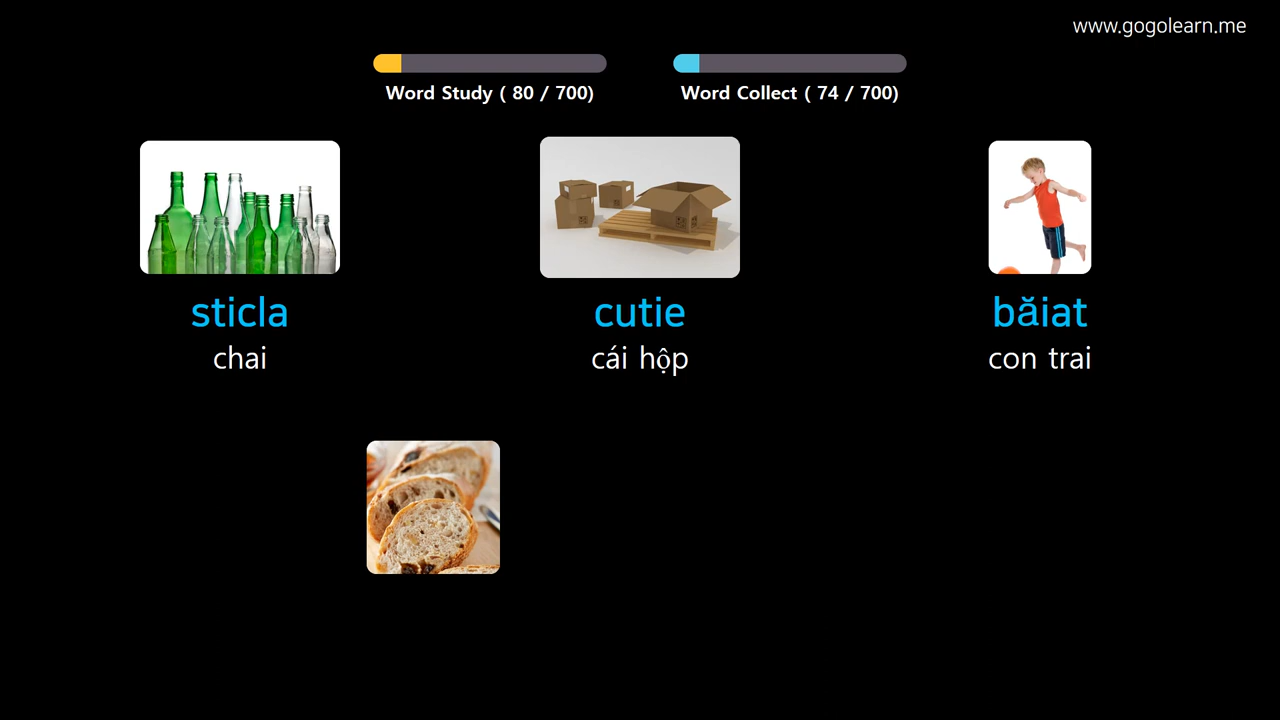 www.gogolearn.me
Word Study ( 80 / 700)
Word Collect ( 74 / 700)
sticla
cutie
băiat
chai
cái hộp
con trai